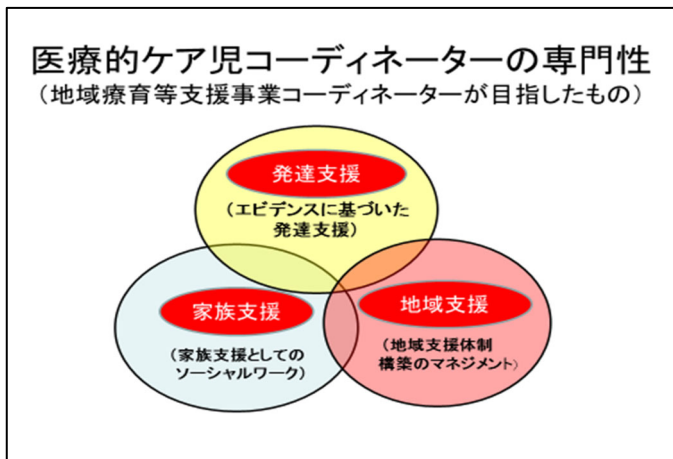 医療的ケア児コーディネーターの専門性
（地域療育等支援事業コーディネーターが目指したもの）
発達支援
（エビデンスに基づいた
発達支援）
家族支援
（家族支援としての
ソーシャルワーク）
地域支援
（地域支援体制
構築のマネジメント）